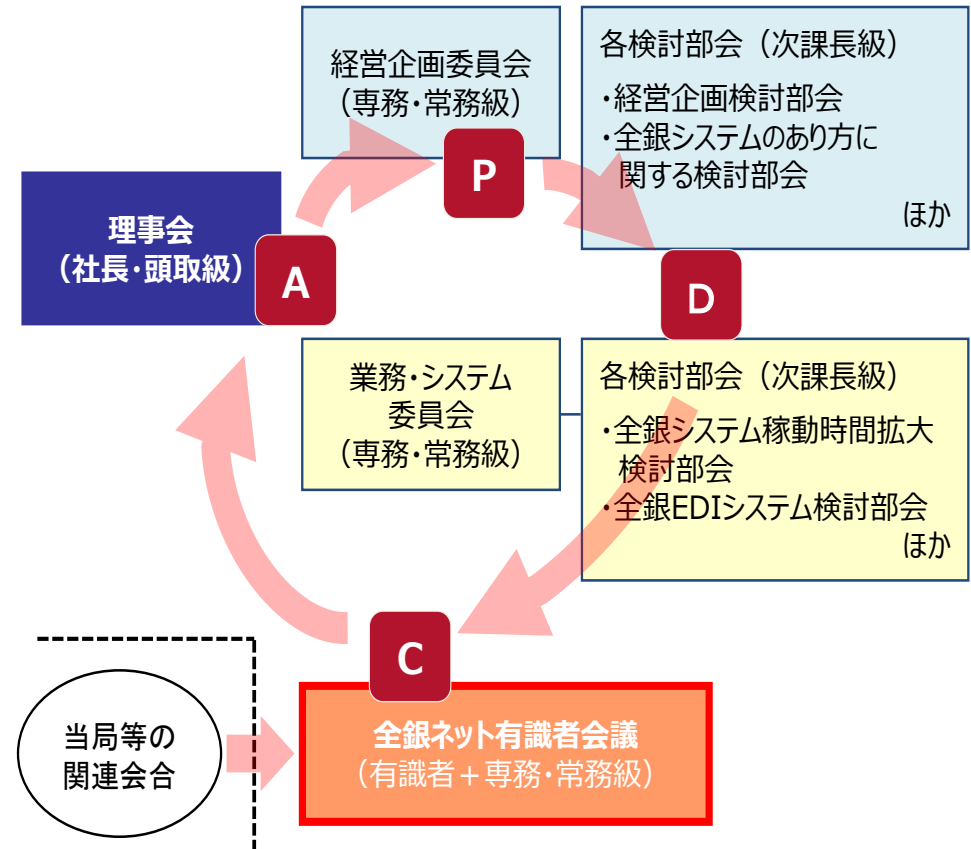 経営企画委員会
（専務・常務級）
各検討部会（次課長級）
・経営企画検討部会
・全銀システムのあり方に
関する検討部会
ほか
P
理事会
（社長・頭取級）
A
D
業務・システム
委員会
（専務・常務級）
各検討部会（次課長級）
・全銀システム稼動時間拡大
検討部会
・全銀EDIシステム検討部会
ほか
C
当局等の
関連会合
全銀ネット有識者会議
（有識者＋専務・常務級）